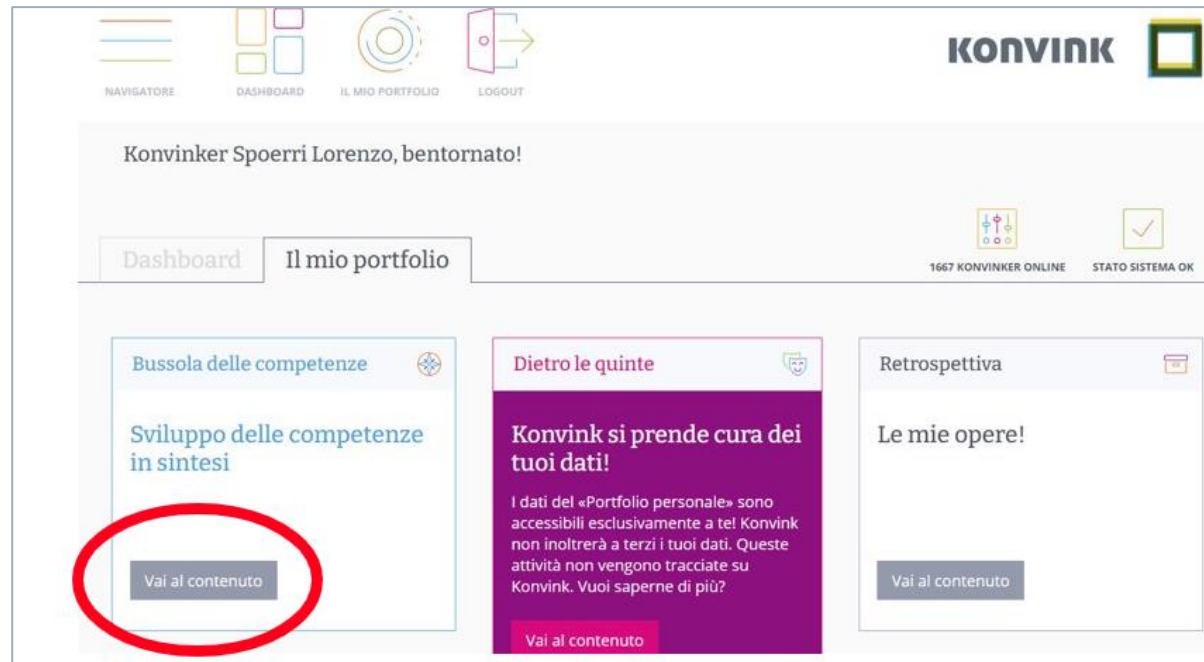 NAVIGATORE
DASHBOARD
IL MIO PORTFOLIO
LOGOUT
KONVINK
Konvinker Spoerri Lorenzo, bentornato!
1667 KONVINKER ONLINE
STATO SISTEMA OK
Dashboard
Il mio portfolio
Bussola delle competenze
Sviluppo delle competenze
in sintesi
Vai al contenuto
Dietro le quinte
Konvink si prende cura dei
tuoi dati!
I dati del «Portfolio personale» sono
accessibili esclusivamente a te! Konvink
non inoltrerà a terzi i tuoi dati. Queste
attività non vengono tracciate su
Konvink. Vuoi saperne di più?
Vai al contenuto
Retrospettiva
Le mie opere!
Vai al contenuto